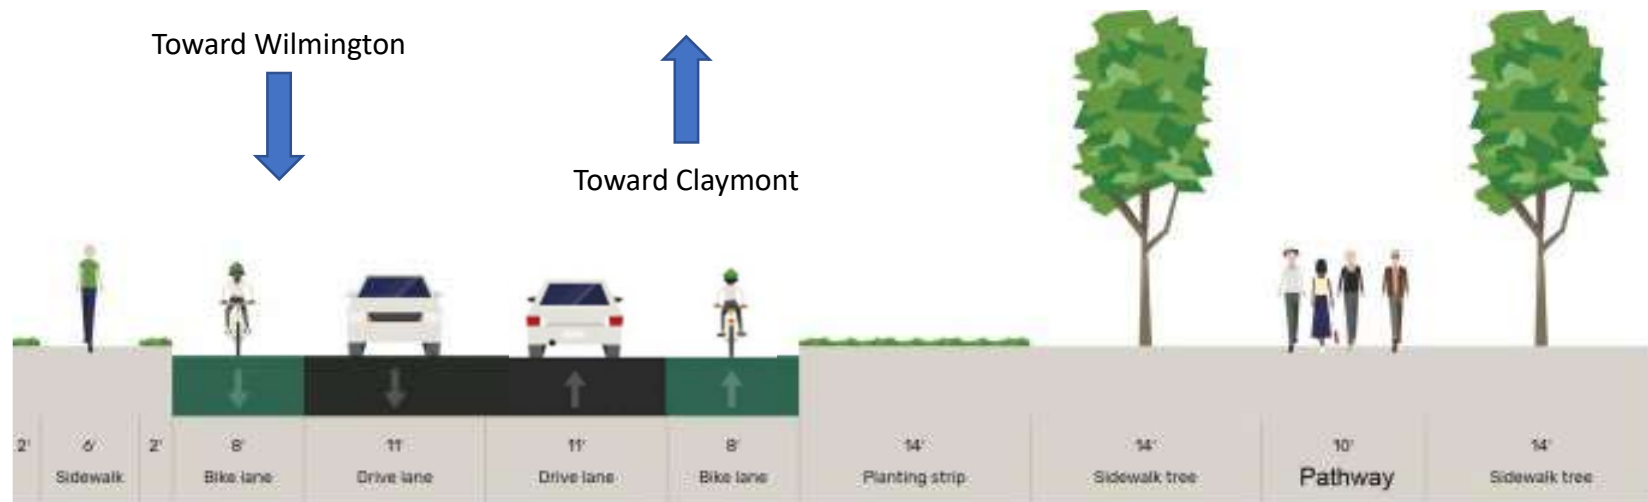 Toward Wilmington
Toward Claymont
2' 6' 2' 8' 11' 11' 8' 14' 14' 10' 14'
Sidewalk Bike lane Drive lane Drive lane Bike lane Planting strip Sidewalk tree Pathway Sidewalk tree